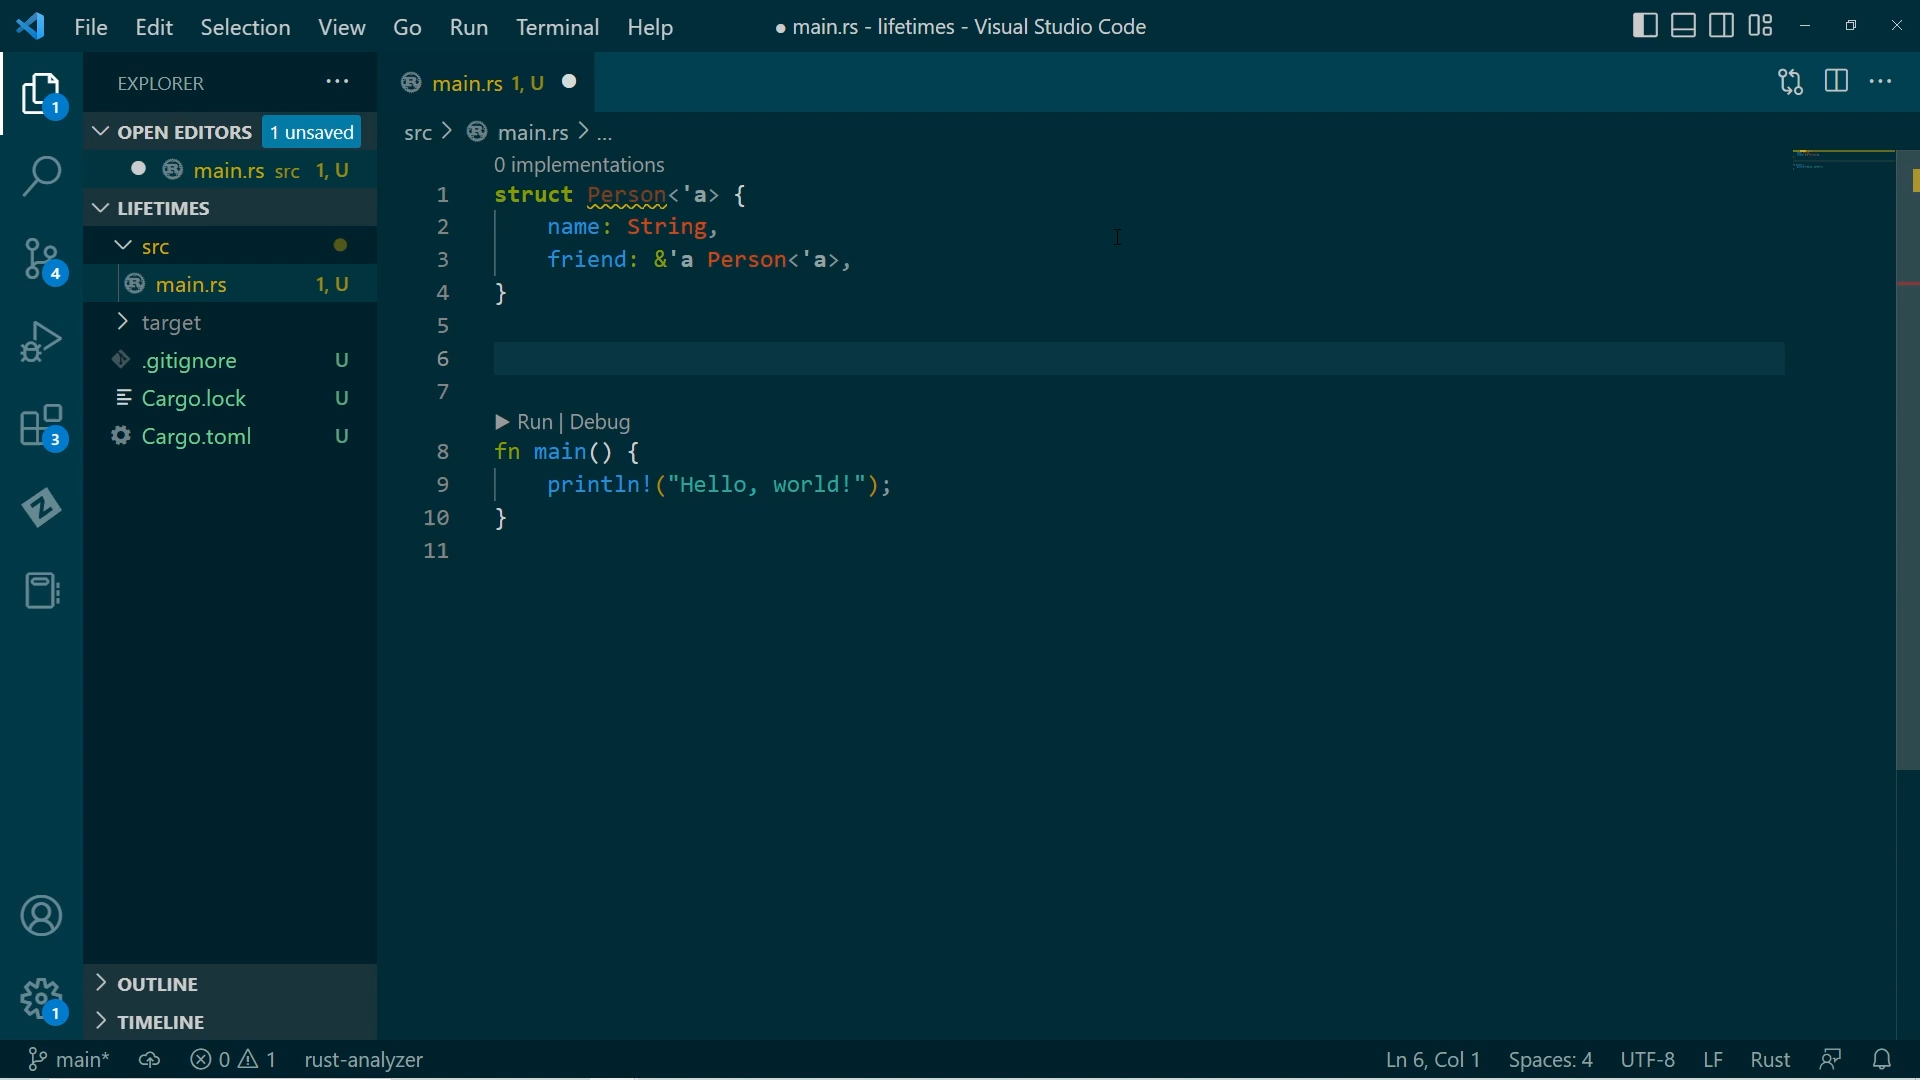 File Edit Selection View Go Run Terminal Help ● main.rs - lifetimes - Visual Studio Code
EXPLORER ...
OPEN EDITORS 1 unsaved
main.rs src 1, U
LIFETIMES
src
main.rs 1, U
target
.gitignore U
Cargo.lock U
Cargo.toml U
OUTLINE
TIMELINE
1
4
3
1
main.rs 1, U
src > main.rs > ...
0 implementations
1 struct Person<'a> {
2 name: String,
3 friend: &'a Person<'a>,
4 }
5
6
7
Run | Debug
8 fn main() {
9 println!("Hello, world!");
10 }
11
main* 0 1 rust-analyzer Ln 6, Col 1 Spaces: 4 UTF-8 LF Rust